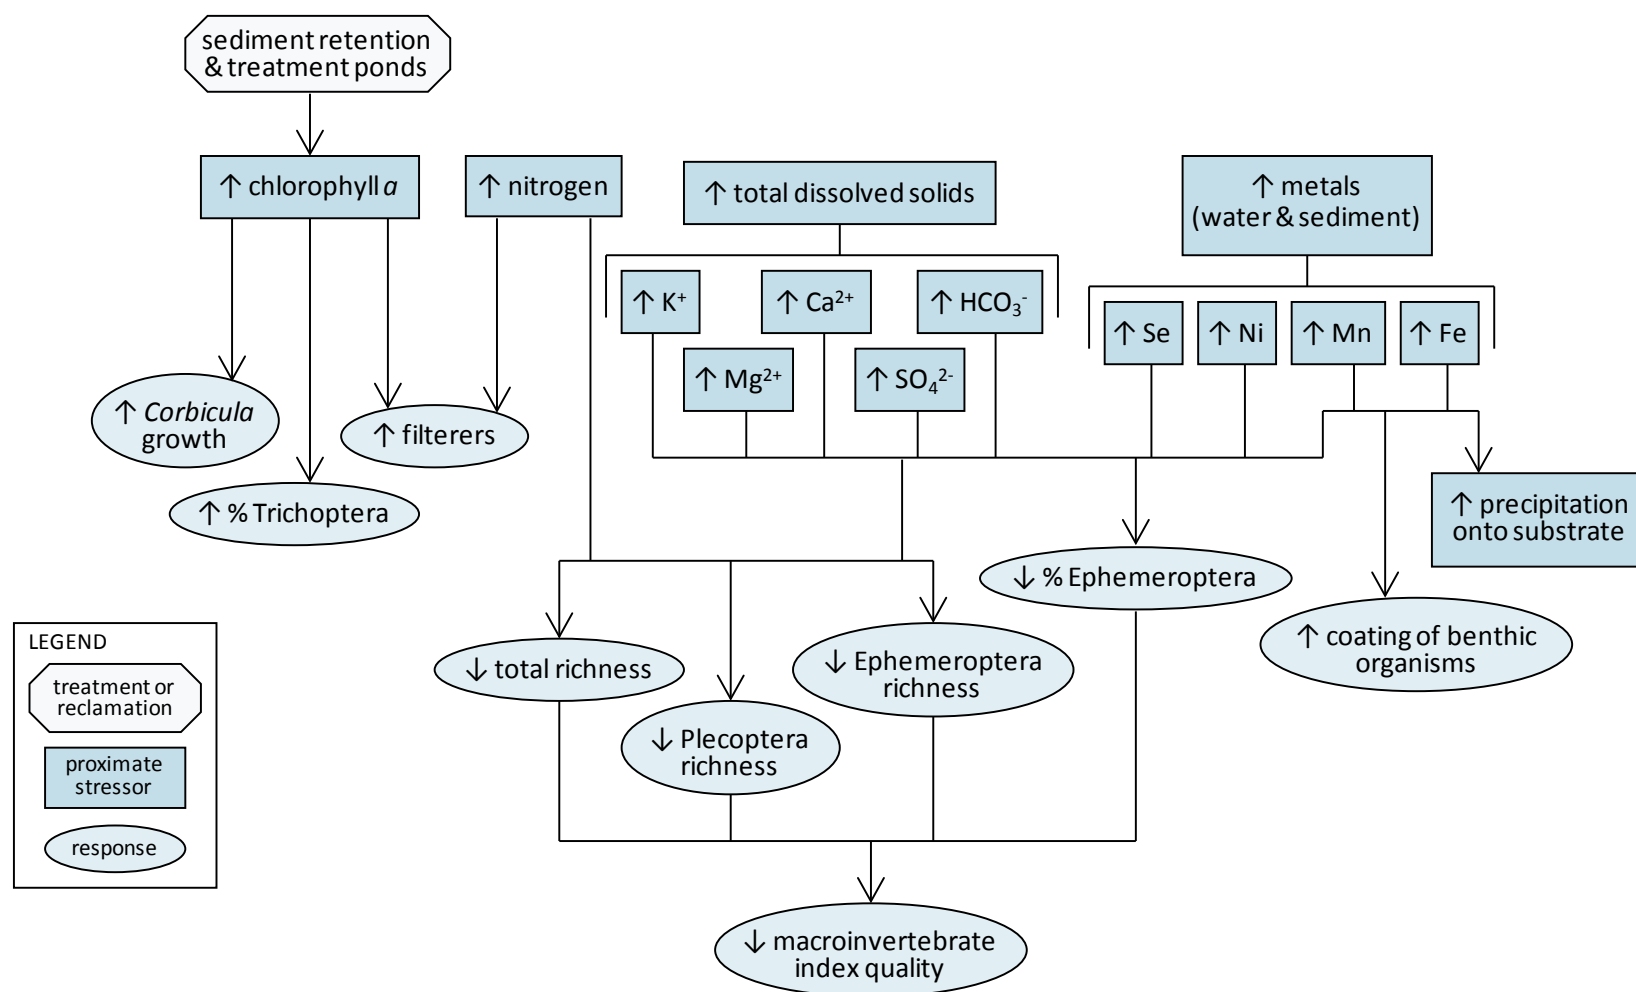 sediment retention
& treatment ponds
↑ chlorophyll a
↑ nitrogen
↑ total dissolved solids
↑ metals
(water & sediment)
↑ K⁺
↑ Ca²⁺
↑ HCO₃⁻
↑ Mg²⁺
↑ SO₄²⁻
↑ Se
↑ Ni
↑ Mn
↑ Fe
↑ Corbicula
growth
↑ filterers
↑ % Trichoptera
↑ precipitation
onto substrate
↓ % Ephemeroptera
↑ coating of benthic
organisms
↓ total richness
↓ Ephemeroptera
richness
↓ Plecoptera
richness
↓ macroinvertebrate
index quality
LEGEND
treatment or
reclamation
proximate
stressor
response